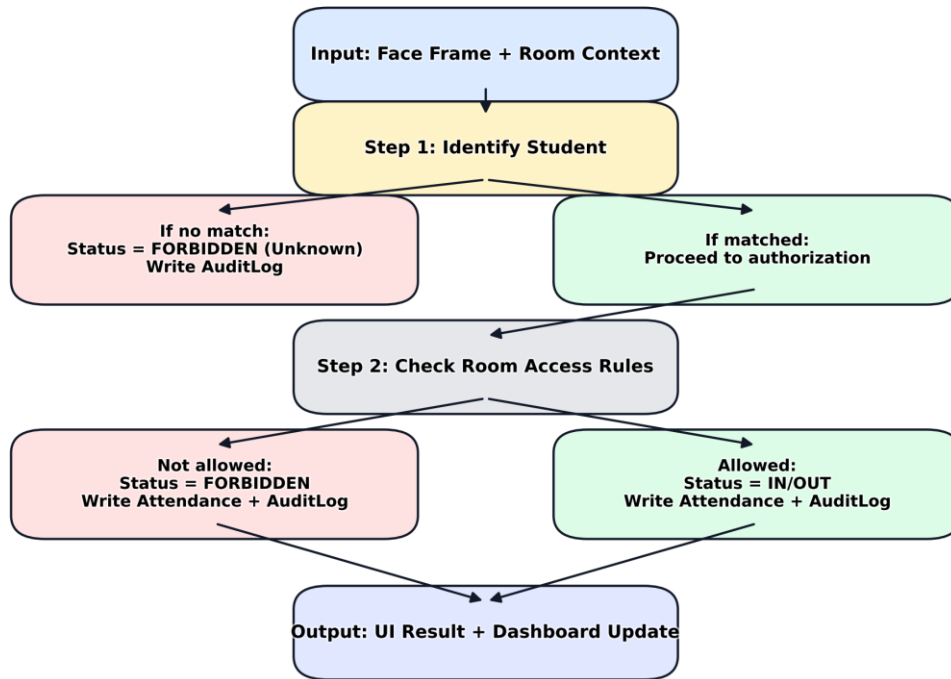 Input: Face Frame + Room Context
Step 1: Identify Student
If no match:
Status = FORBIDDEN (Unknown)
Write AuditLog
If matched:
Proceed to authorization
Step 2: Check Room Access Rules
Not allowed:
Status = FORBIDDEN
Write Attendance + AuditLog
Allowed:
Status = IN/OUT
Write Attendance + AuditLog
Output: UI Result + Dashboard Update